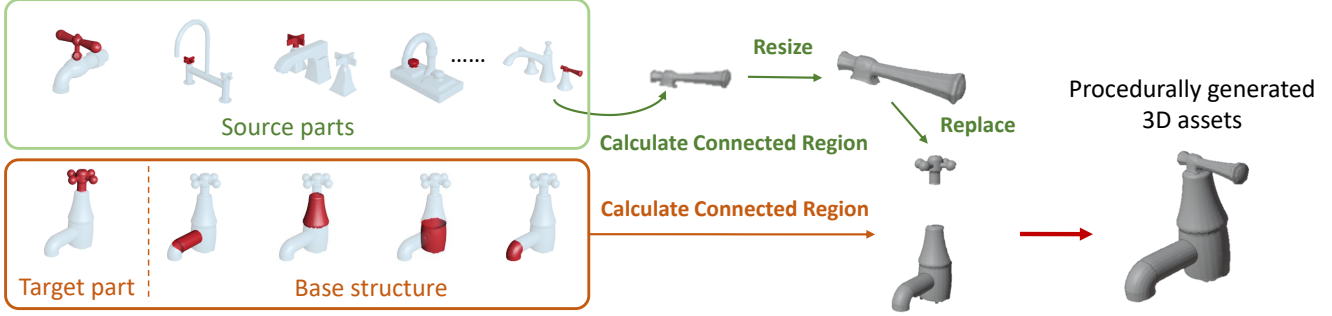 ......
Source parts
Resize
Calculate Connected Region
Replace
Procedurally generated
3D assets
Target part
Base structure
Calculate Connected Region